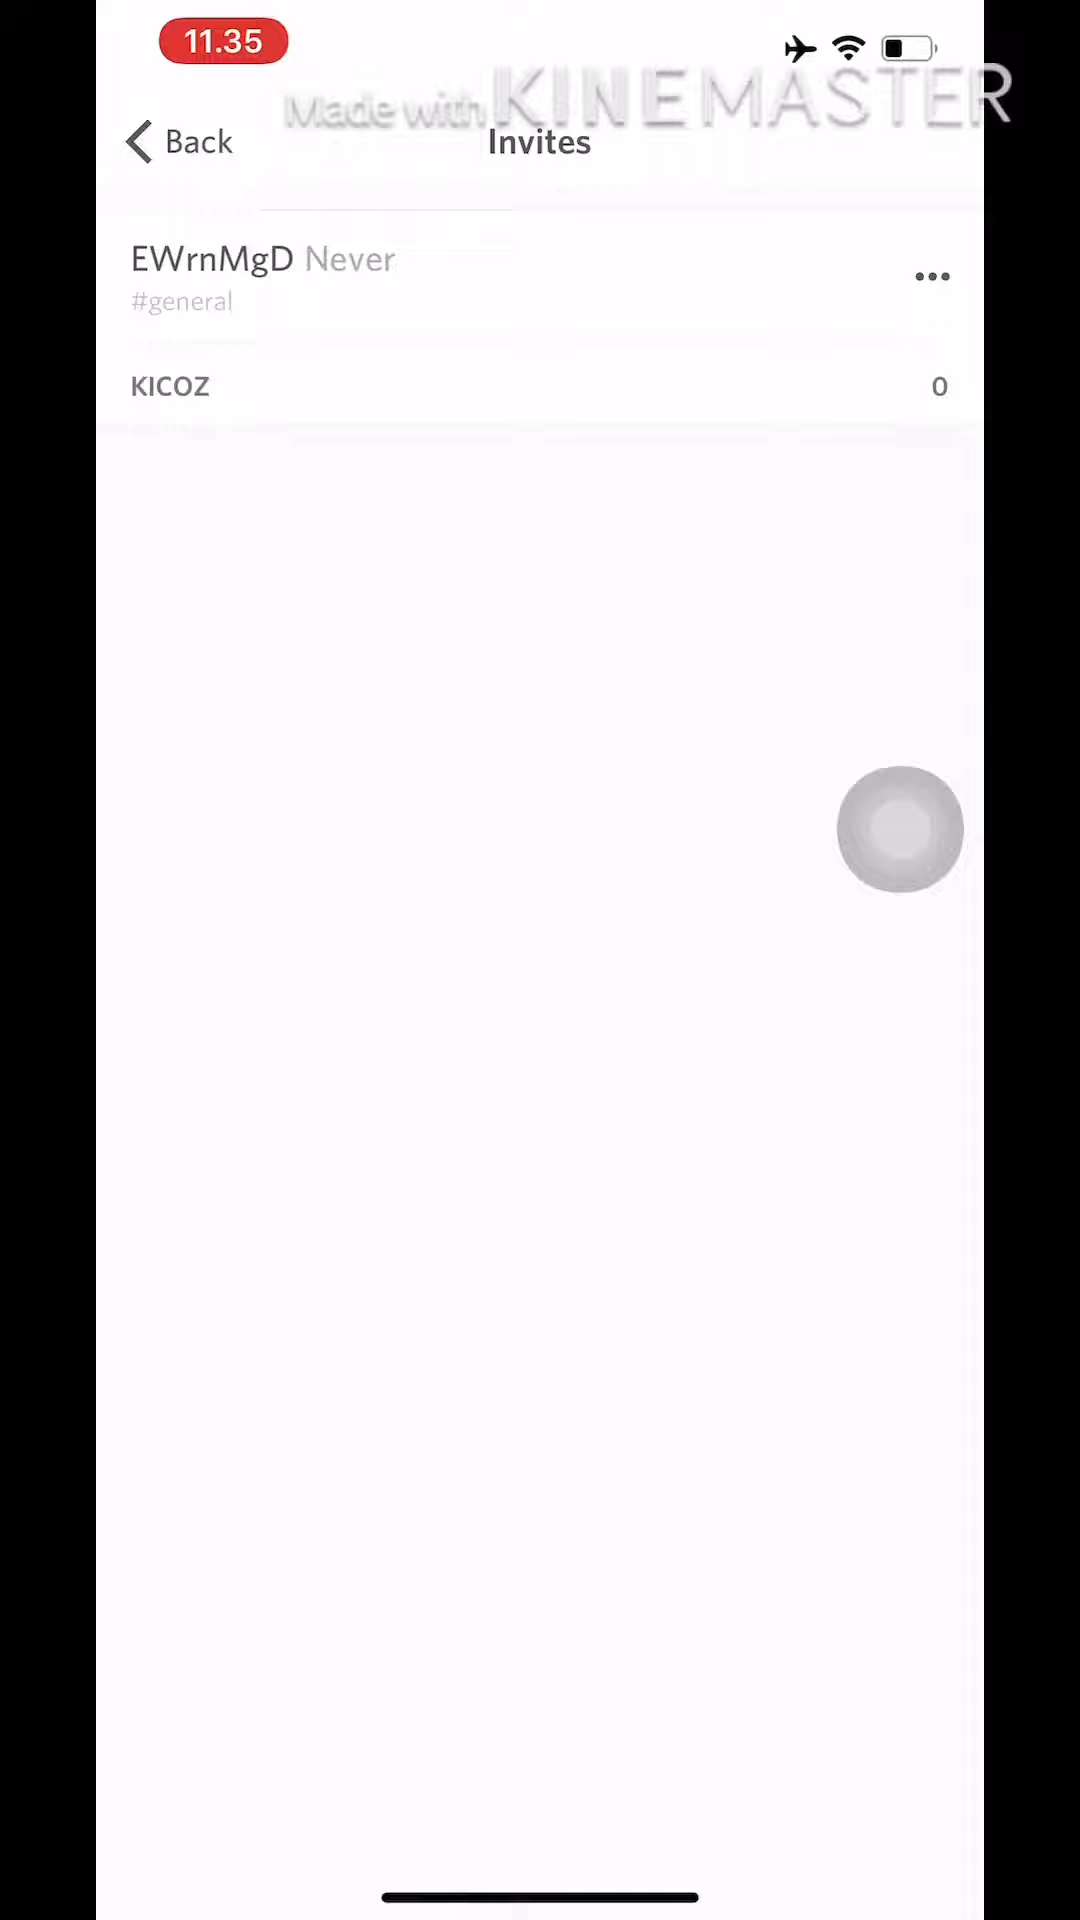 11.35
Made with KINEMASTER
Back
Invites
EWrnMgD Never
#general
KICOZ
0